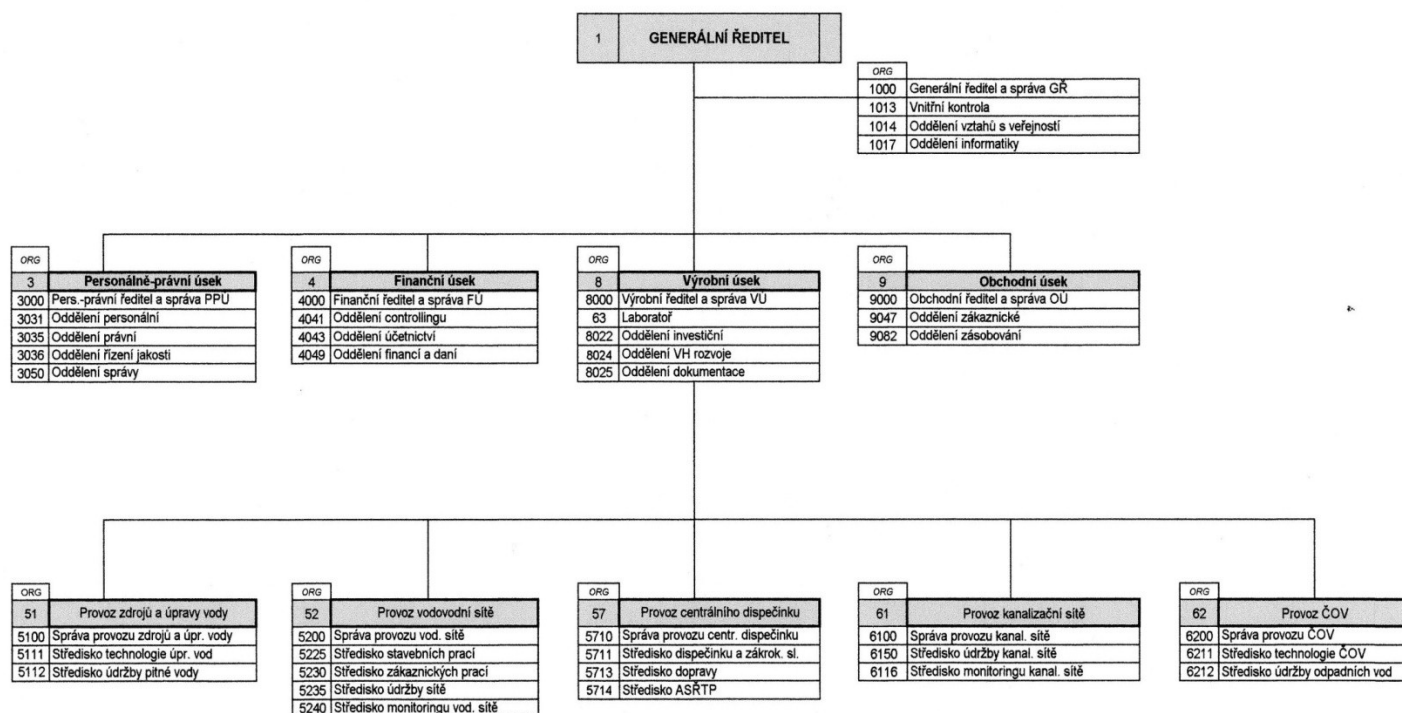 1 GENERÁLNÍ ŘEDITEL
ORG
1000 Generální ředitel a správa GŘ
1013 Vnitřní kontrola
1014 Oddělení vztahů s veřejností
1017 Oddělení informatiky
ORG
3 Personálně-právní úsek
3000 Pers.-právní ředitel a správa PPÚ
3031 Oddělení personální
3035 Oddělení právní
3036 Oddělení řízení jakosti
3050 Oddělení správy
ORG
4 Finanční úsek
4000 Finanční ředitel a správa FÚ
4041 Oddělení controllingu
4043 Oddělení účetnictví
4049 Oddělení financí a daní
ORG
8 Výrobní úsek
8000 Výrobní ředitel a správa VÚ
63 Laboratoř
8022 Oddělení investiční
8024 Oddělení VH rozvoje
8025 Oddělení dokumentace
ORG
9 Obchodní úsek
9000 Obchodní ředitel a správa OÚ
9047 Oddělení zákaznické
9082 Oddělení zásobování
ORG
51 Provoz zdrojů a úpravy vody
5100 Správa provozu zdrojů a úpr. vody
5111 Středisko technologie úpr. vod
5112 Středisko údržby pitné vody
ORG
52 Provoz vodovodní sítě
5200 Správa provozu vod. sítě
5225 Středisko stavebních prací
5230 Středisko zákaznických prací
5235 Středisko údržby sítě
5240 Středisko monitoringu vod. sítě
ORG
57 Provoz centrálního dispečinku
5710 Správa provozu centr. dispečinku
5711 Středisko dispečinku a zákrok. sl.
5713 Středisko dopravy
5714 Středisko ASŘTP
ORG
61 Provoz kanalizační sítě
6100 Správa provozu kanal. sítě
6150 Středisko údržby kanal. sítě
6116 Středisko monitoringu kanal. sítě
ORG
62 Provoz ČOV
6200 Správa provozu ČOV
6211 Středisko technologie ČOV
6212 Středisko údržby odpadních vod